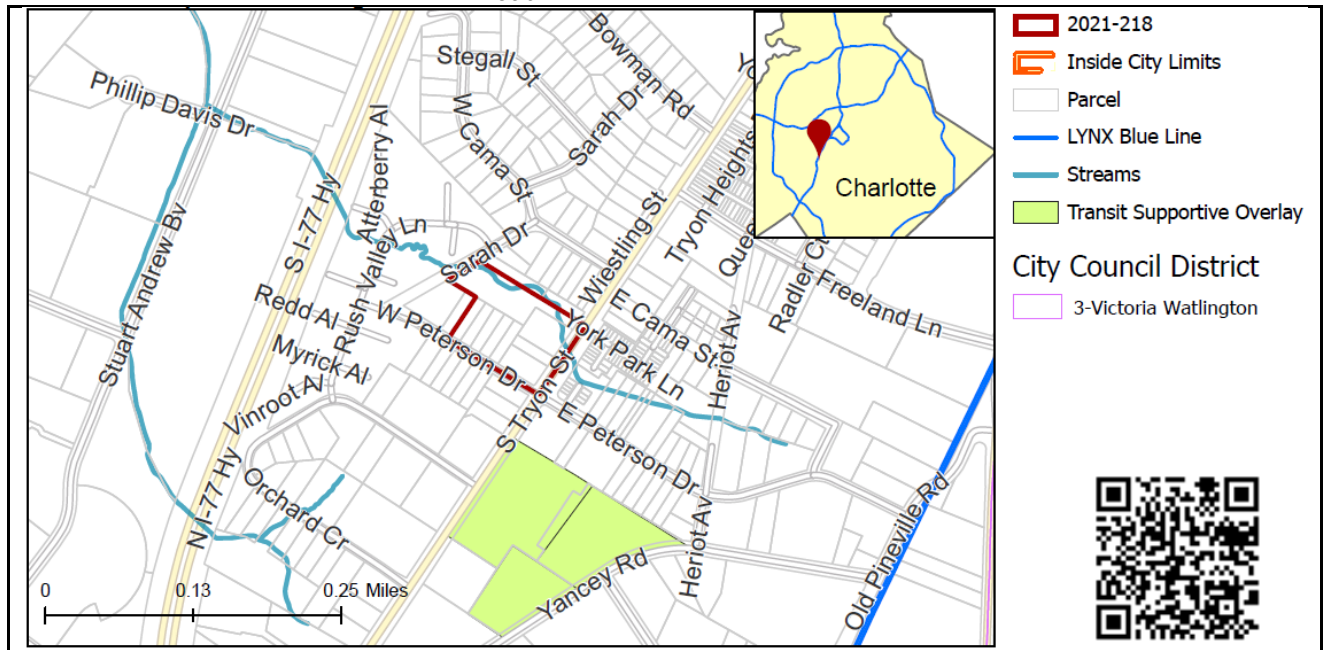 Stegall St
Bowman Rd
Yo
Phillip Davis Dr
W Cama St
Sarah Dr
Tryon Heights
Charlotte
Atterberry Al
S I-77 Hy
Stuart Andrew Bv
Rush Valley Ln
Sarah Dr
Wiestling St
Que
Radler Ct
Freeland Ln
Redd Al
W Peterson Dr
E Cama St
York Park Ln
Heriot Av
Myrick Al
Vinroot Al
S Tryon St
E Peterson Dr
N I-77 Hy
Orchard Cr
Heriot Av
Old Pineville Rd
Yancey Rd
0 0.13 0.25 Miles
2021-218
Inside City Limits
Parcel
LYNX Blue Line
Streams
Transit Supportive Overlay
City Council District
3-Victoria Watlington